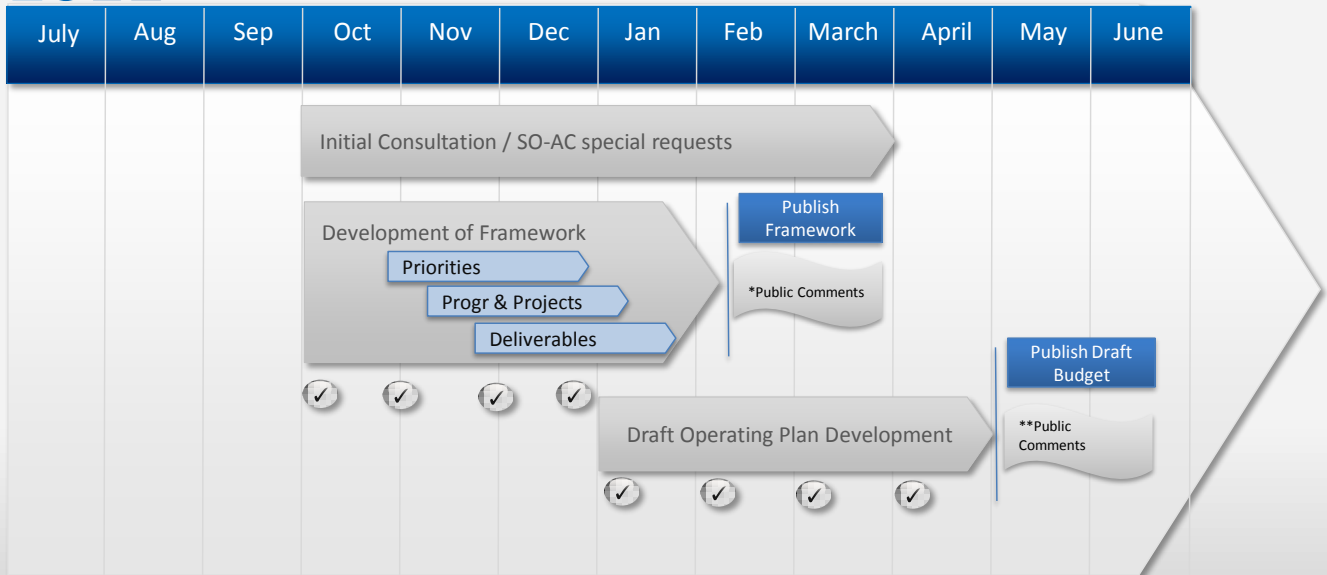 July Aug Sep Oct Nov Dec Jan Feb March April May June
Initial Consultation / SO-AC special requests
Publish
Framework
Development of Framework
Priorities
*Public Comments
Progr & Projects
Deliverables
Publish Draft
Budget
Draft Operating Plan Development
**Public
Comments